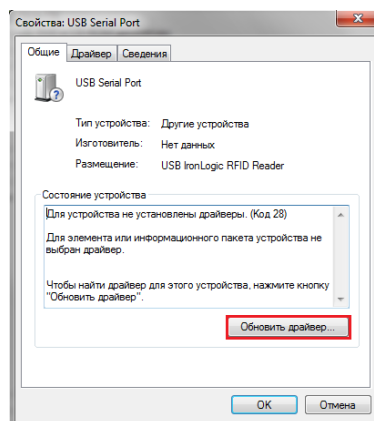 Свойства: USB Serial Port
Общие Драйвер Сведения
USB Serial Port
Тип устройства: Другие устройства
Изготовитель: Нет данных
Размещение: USB IronLogic RFID Reader
Состояние устройства
Для устройства не установлены драйверы. (Код 28)
Для элемента или информационного пакета устройства не
выбран драйвер.
Чтобы найти драйвер для этого устройства, нажмите кнопку
"Обновить драйвер".
Обновить драйвер...
OK Отмена